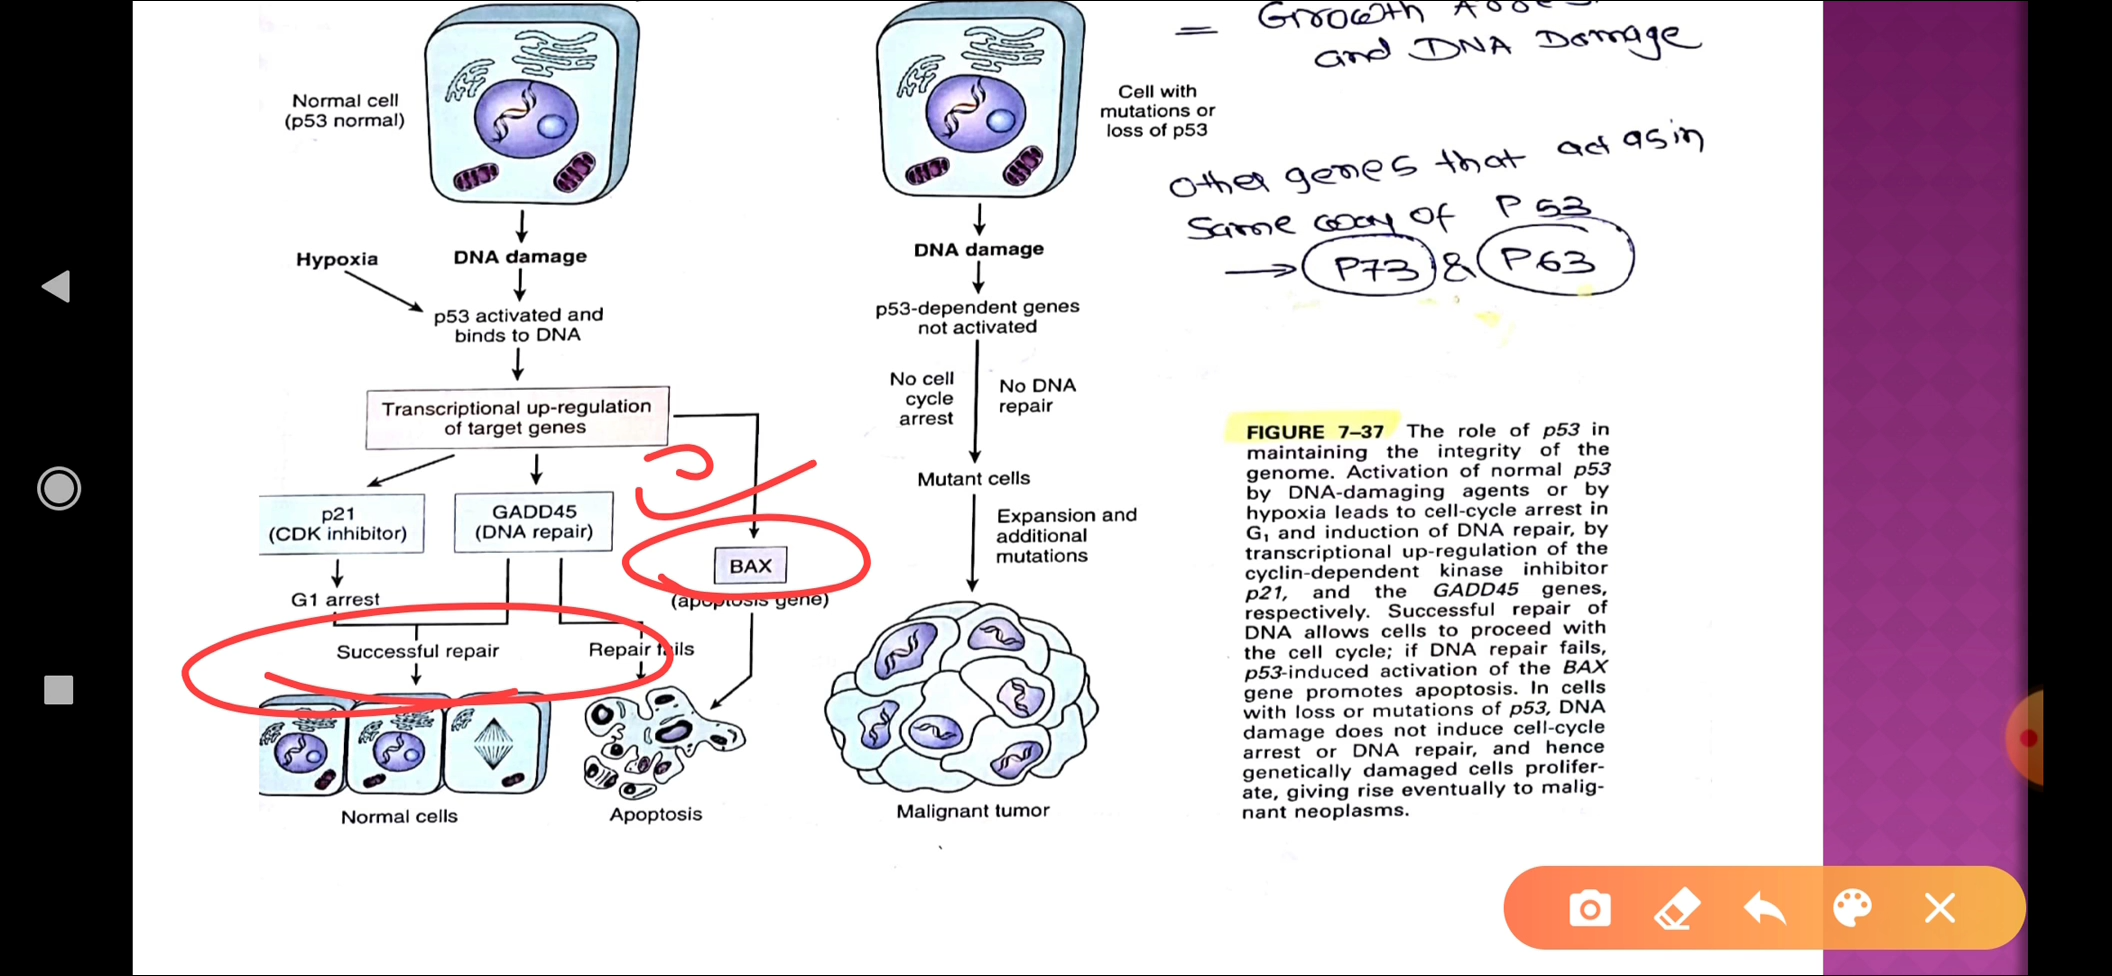 = Growth
and DNA Damage
Normal cell
(p53 normal)
Cell with
mutations or
loss of p53
Other genes that act as in
Same way of P 53
→ P73 & P63
Hypoxia
DNA damage
p53 activated and
binds to DNA
Transcriptional up-regulation
of target genes
p21
(CDK inhibitor)
GADD45
(DNA repair)
BAX
(apoptosis gene)
G1 arrest
Successful repair
Repair fails
Normal cells
Apoptosis
DNA damage
p53-dependent genes
not activated
No cell
cycle
arrest
No DNA
repair
Mutant cells
Expansion and
additional
mutations
Malignant tumor
FIGURE 7–37 The role of p53 in
maintaining the integrity of the
genome. Activation of normal p53
by DNA-damaging agents or by
hypoxia leads to cell-cycle arrest in
G₁ and induction of DNA repair, by
transcriptional up-regulation of the
cyclin-dependent kinase inhibitor
p21, and the GADD45 genes,
respectively. Successful repair of
DNA allows cells to proceed with
the cell cycle; if DNA repair fails,
p53-induced activation of the BAX
gene promotes apoptosis. In cells
with loss or mutations of p53, DNA
damage does not induce cell-cycle
arrest or DNA repair, and hence
genetically damaged cells prolifer-
ate, giving rise eventually to malig-
nant neoplasms.